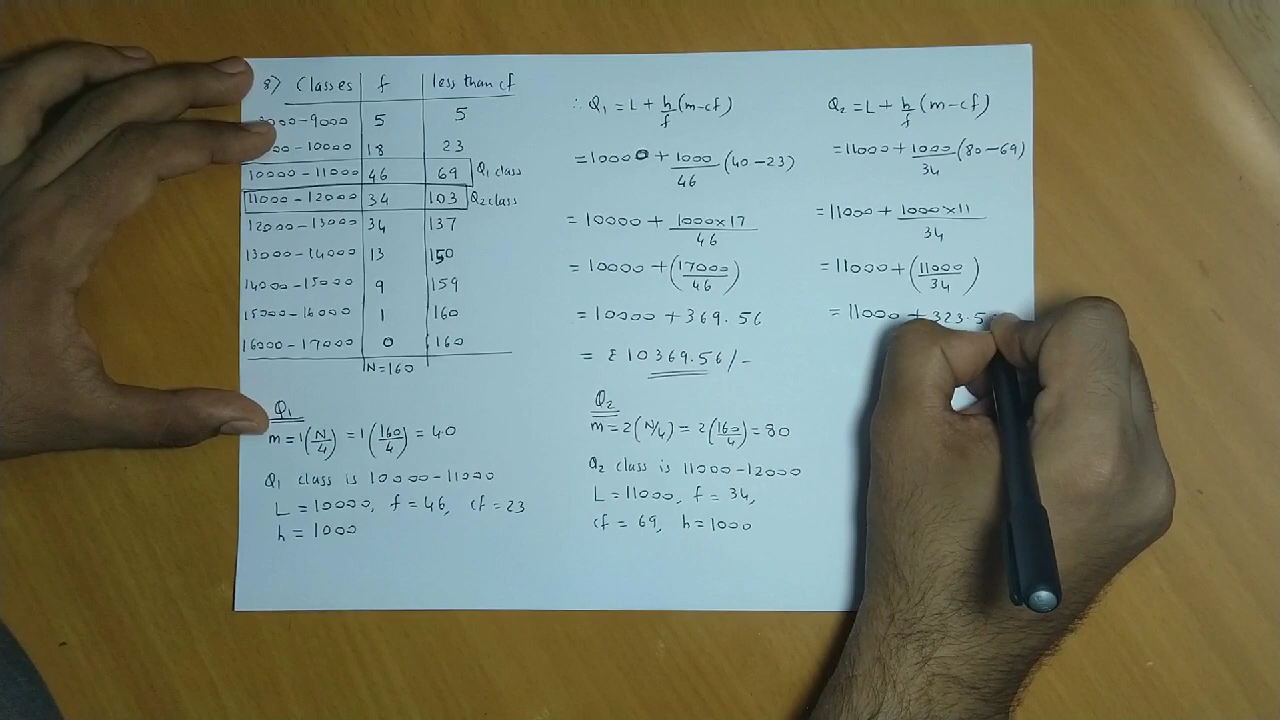 8) Classes f less than cf
000-9000 5 5
000-10000 18 23
10000-11000 46 69 Q1 class
11000-12000 34 103 Q2 class
12000-13000 34 137
13000-14000 13 150
14000-15000 9 159
15000-16000 1 160
16000-17000 0 160
N=160
Q1
m=1(N/4)=1(160/4)=40
Q1 class is 10000-11000
L=10000, f=46, cf=23
h=1000
∴ Q1=L+h/f(m-cf)
=10000+1000/46(40-23)
=10000+1000×17/46
=10000+(17000/46)
=10000+369.56
=₹10369.56/-
Q2
m=2(N/4)=2(160/4)=80
Q2 class is 11000-12000
L=11000, f=34,
cf=69, h=1000
Q2=L+h/f(m-cf)
=11000+1000/34(80-69)
=11000+1000×11/34
=11000+(11000/34)
=11000+323.5